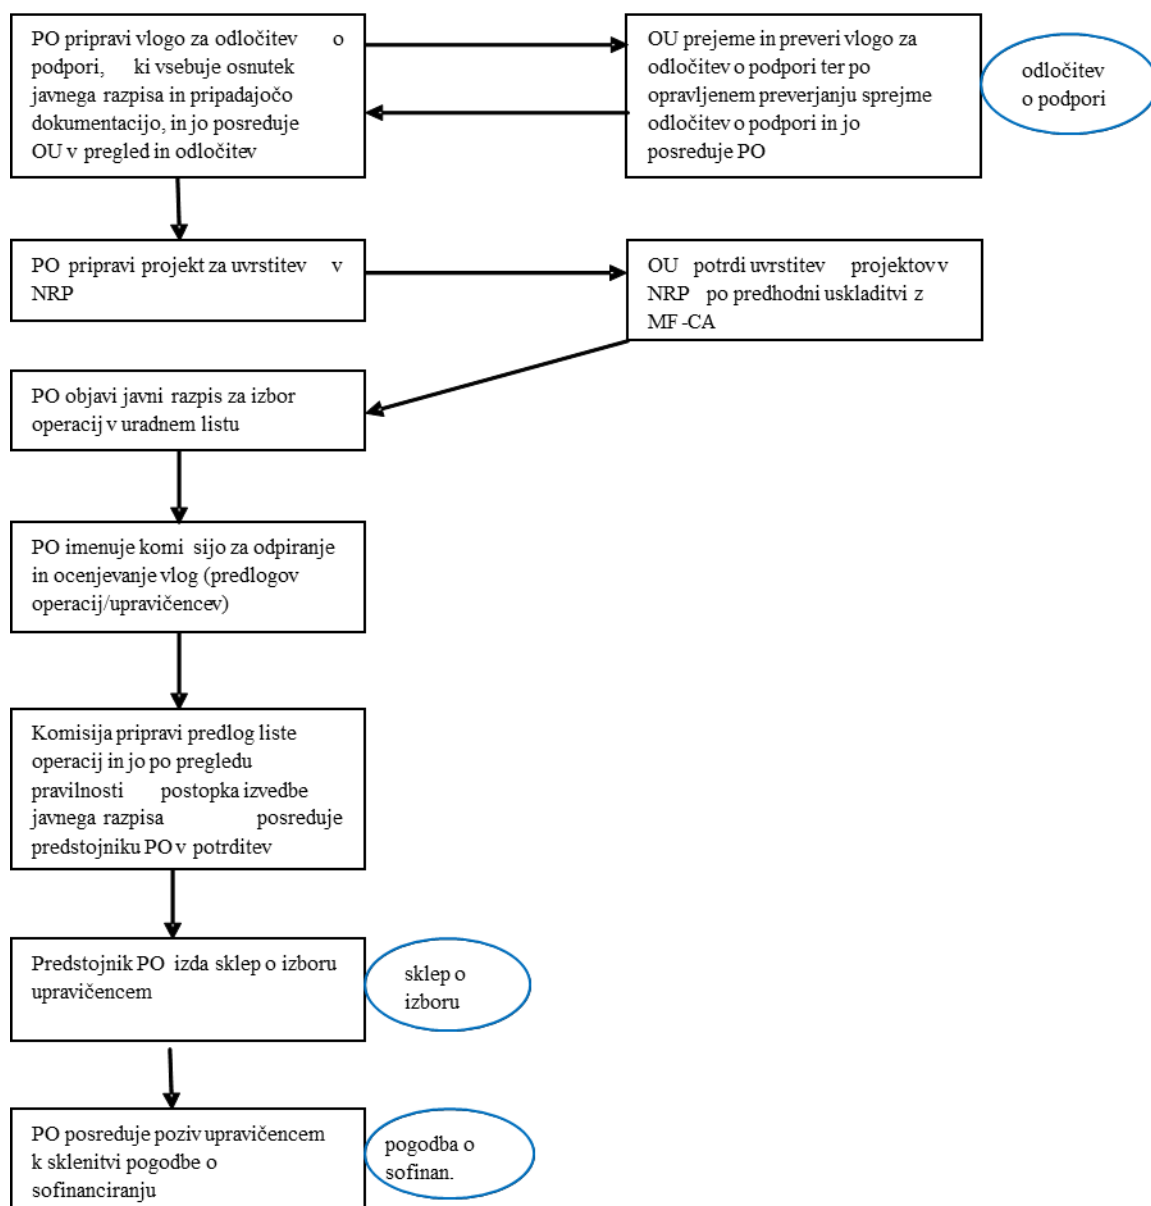 PO pripravi vlogo za odločitev o
podpori, ki vsebuje osnutek
javnega razpisa in pripadajočo
dokumentacijo, in jo posreduje
OU v pregled in odločitev
OU prejeme in preveri vlogo za
odločitev o podpori ter po
opravljenem preverjanju sprejme
odločitev o podpori in jo
posreduje PO
odločitev
o podpori
PO pripravi projekt za uvrstitev v
NRP
OU potrdi uvrstitev projektov v
NRP po predhodni uskladitvi z
MF-CA
PO objavi javni razpis za izbor
operacij v uradnem listu
PO imenuje komi sijo za odpiranje
in ocenjevanje vlog (predlogov
operacij/upravičencev)
Komisija pripravi predlog liste
operacij in jo po pregledu
pravilnosti postopka izvedbe
javnega razpisa posreduje
predstojniku PO v potrditev
Predstojnik PO izda sklep o izboru
upravičencem
sklep o
izboru
PO posreduje poziv upravičencem
k sklenitvi pogodbe o
sofinanciranju
pogodba o
sofinan.